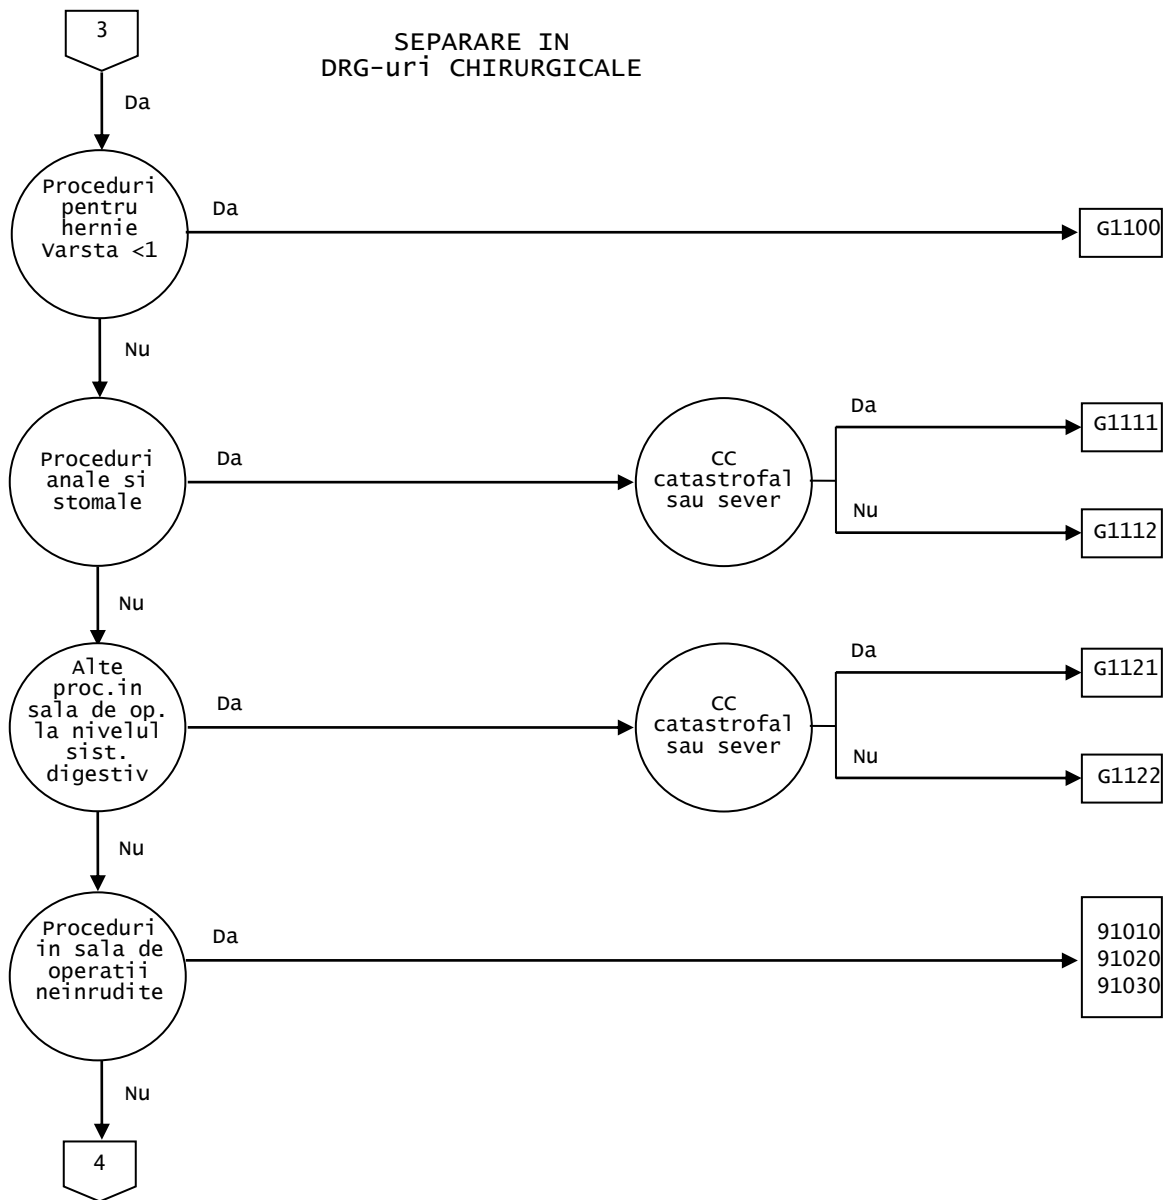 3
SEPARARE IN
DRG-uri CHIRURGICALE
Da
Proceduri
pentru
hernie
Varsta <1
Da
G1100
Nu
Proceduri
anale si
stomale
Da
CC
catastrofal
sau sever
Da
G1111
Nu
G1112
Nu
Alte
proc.in
sala de op.
la nivelul
sist.
digestiv
Da
CC
catastrofal
sau sever
Da
G1121
Nu
G1122
Nu
Proceduri
in sala de
operatii
neinrudite
Da
91010
91020
91030
Nu
4